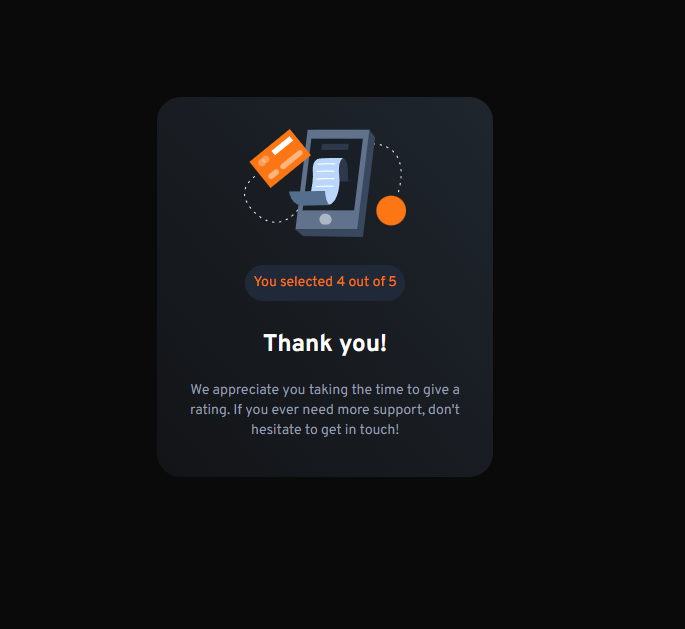 You selected 4 out of 5
Thank you!
We appreciate you taking the time to give a
rating. If you ever need more support, don't
hesitate to get in touch!